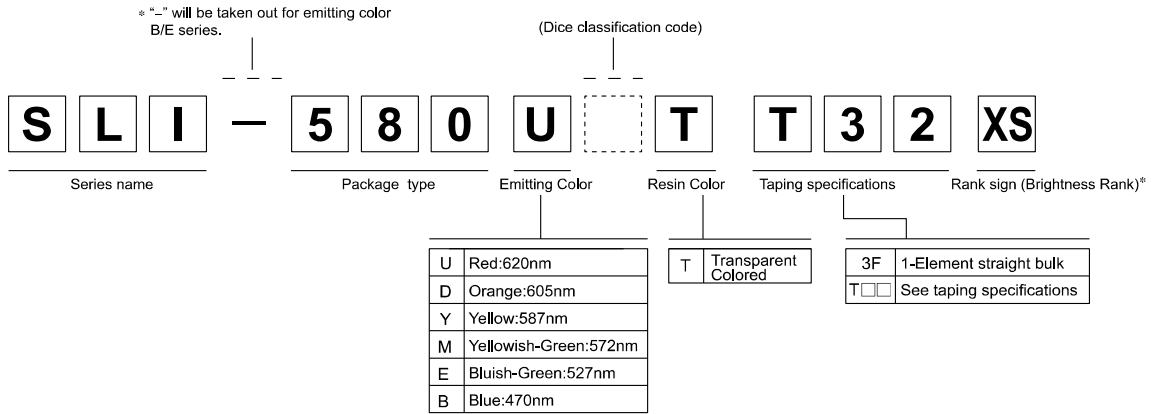 * “–” will be taken out for emitting color
B/E series.
(Dice classification code)
S L I – 5 8 0 U T T 3 2 XS
Series name Package type Emitting Color Resin Color Taping specifications Rank sign (Brightness Rank)*
U Red:620nm
D Orange:605nm
Y Yellow:587nm
M Yellowish-Green:572nm
E Bluish-Green:527nm
B Blue:470nm
T Transparent
Colored
3F 1-Element straight bulk
T□□ See taping specifications